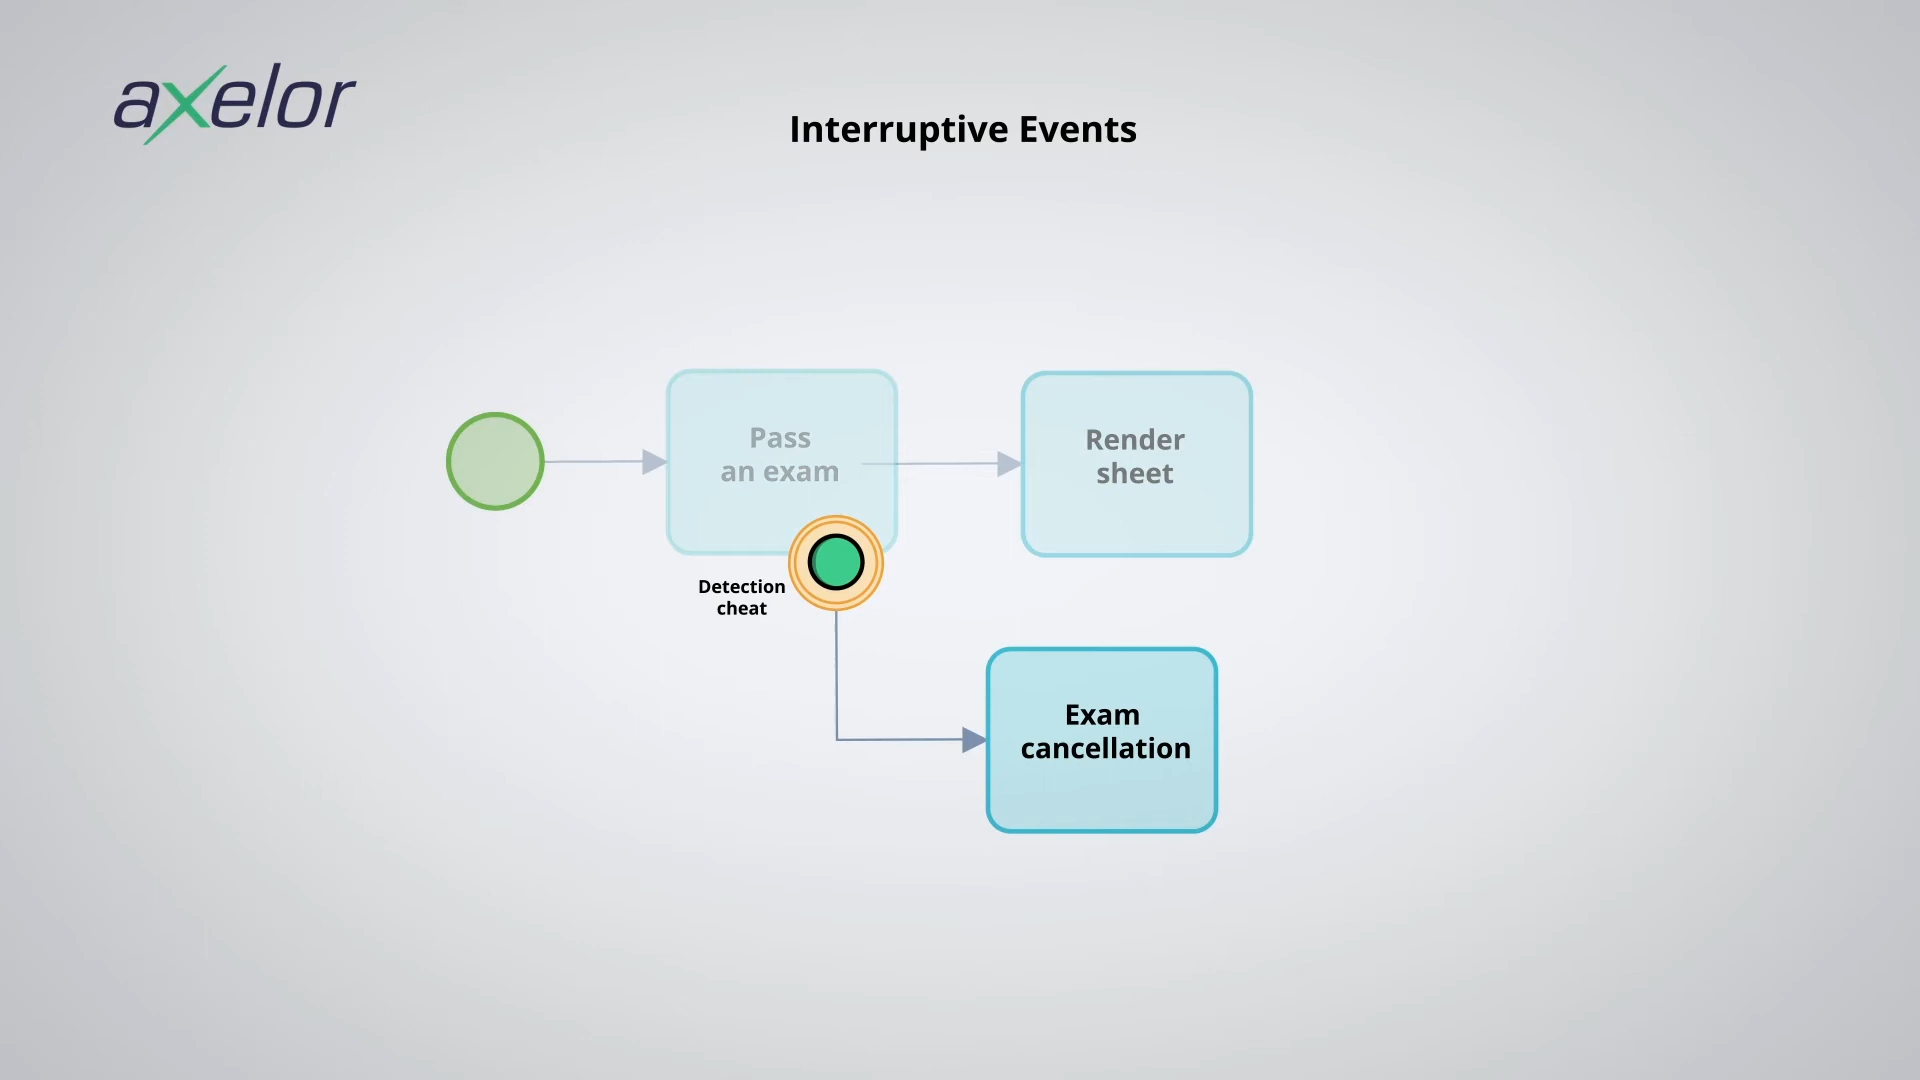 axelor
Interruptive Events
Pass
an exam
Render
sheet
Detection
cheat
Exam
cancellation